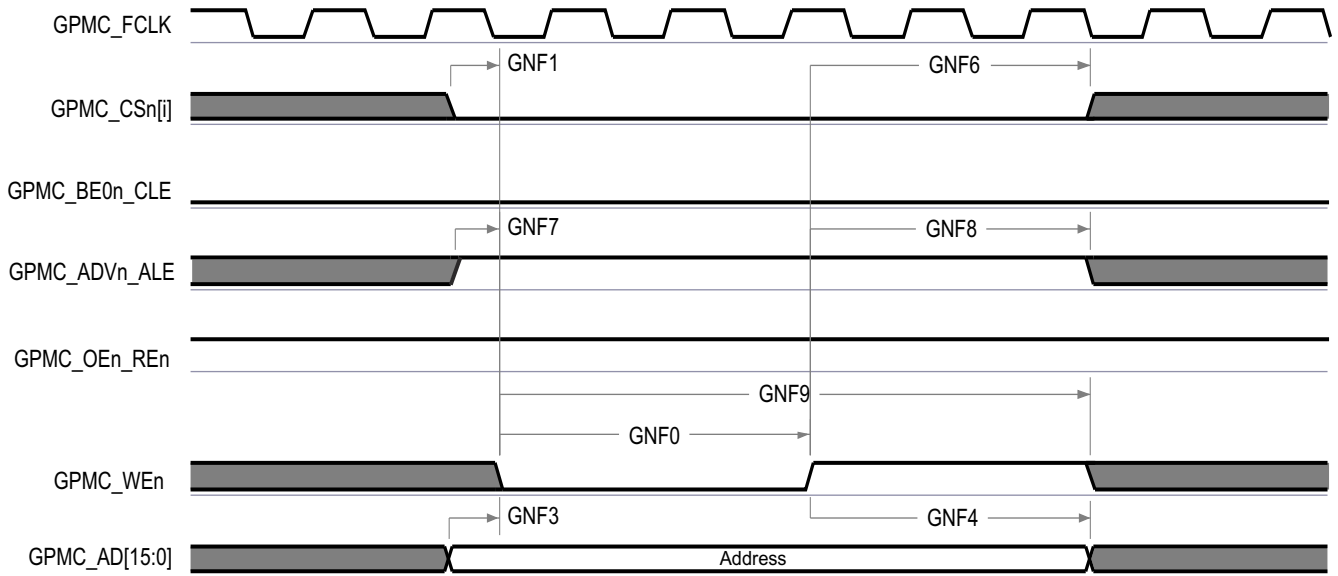 GPMC_FCLK
GNF1
GNF6
GPMC_CSn[i]
GPMC_BE0n_CLE
GNF7
GNF8
GPMC_ADVn_ALE
GPMC_OEn_REn
GNF9
GNF0
GPMC_WEn
GNF3
GNF4
GPMC_AD[15:0]
Address